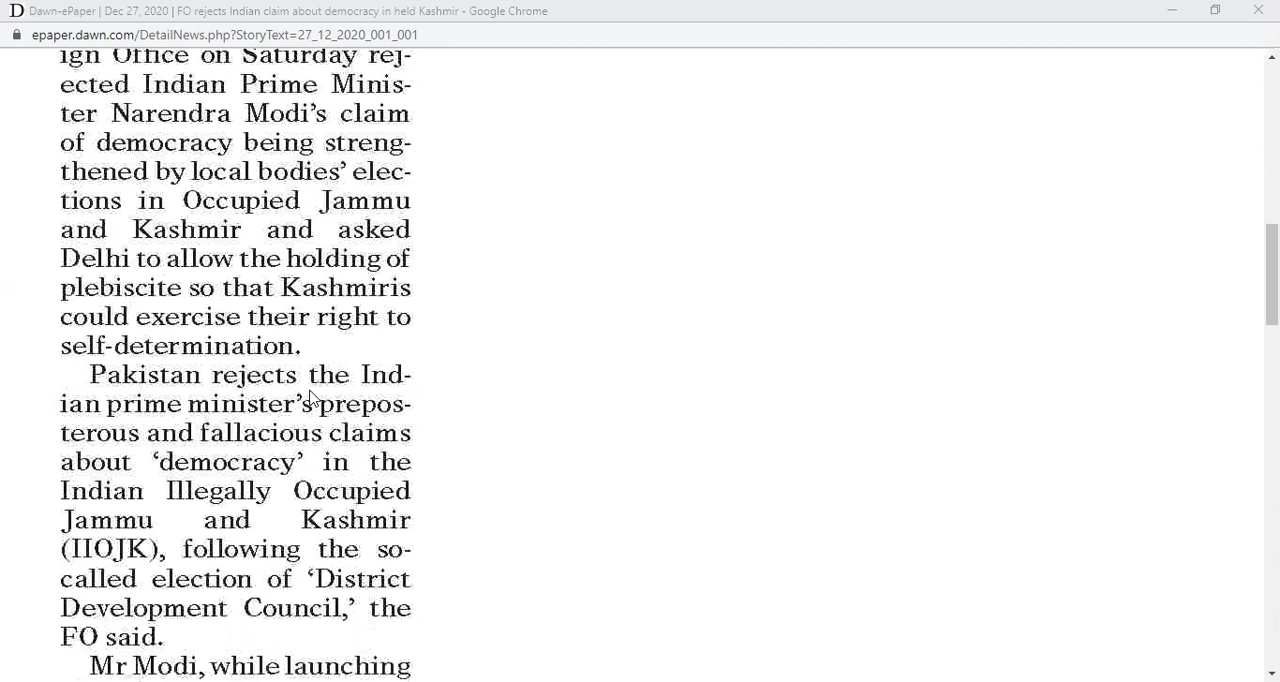 D Dawn-ePaper | Dec 27, 2020 | FO rejects Indian claim about democracy in held Kashmir - Google Chrome
epaper.dawn.com/DetailNews.php?StoryText=27_12_2020_001_001
ign Office on Saturday rej-
ected Indian Prime Minis-
ter Narendra Modi’s claim
of democracy being streng-
thened by local bodies’ elec-
tions in Occupied Jammu
and Kashmir and asked
Delhi to allow the holding of
plebiscite so that Kashmiris
could exercise their right to
self-determination.
Pakistan rejects the Ind-
ian prime minister’s prepos-
terous and fallacious claims
about ‘democracy’ in the
Indian Illegally Occupied
Jammu and Kashmir
(IIOJK), following the so-
called election of ‘District
Development Council,’ the
FO said.
Mr Modi, while launching